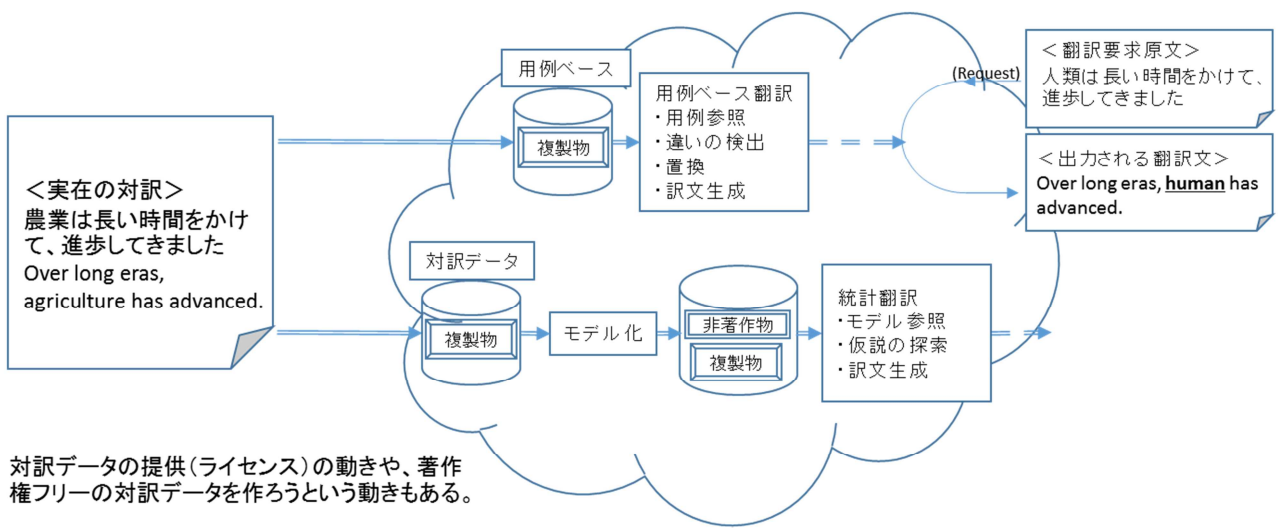 ＜実在の対訳＞
農業は長い時間をかけ
て、進歩してきました
Over long eras,
agriculture has advanced.
用例ベース
複製物
用例ベース翻訳
・用例参照
・違いの検出
・置換
・訳文生成
(Request)
＜翻訳要求原文＞
人類は長い時間をかけて、
進歩してきました
＜出力される翻訳文＞
Over long eras, human has
advanced.
対訳データ
複製物
モデル化
非著作物
複製物
統計翻訳
・モデル参照
・仮説の探索
・訳文生成
対訳データの提供（ライセンス）の動きや、著作
権フリーの対訳データを作ろうという動きもある。